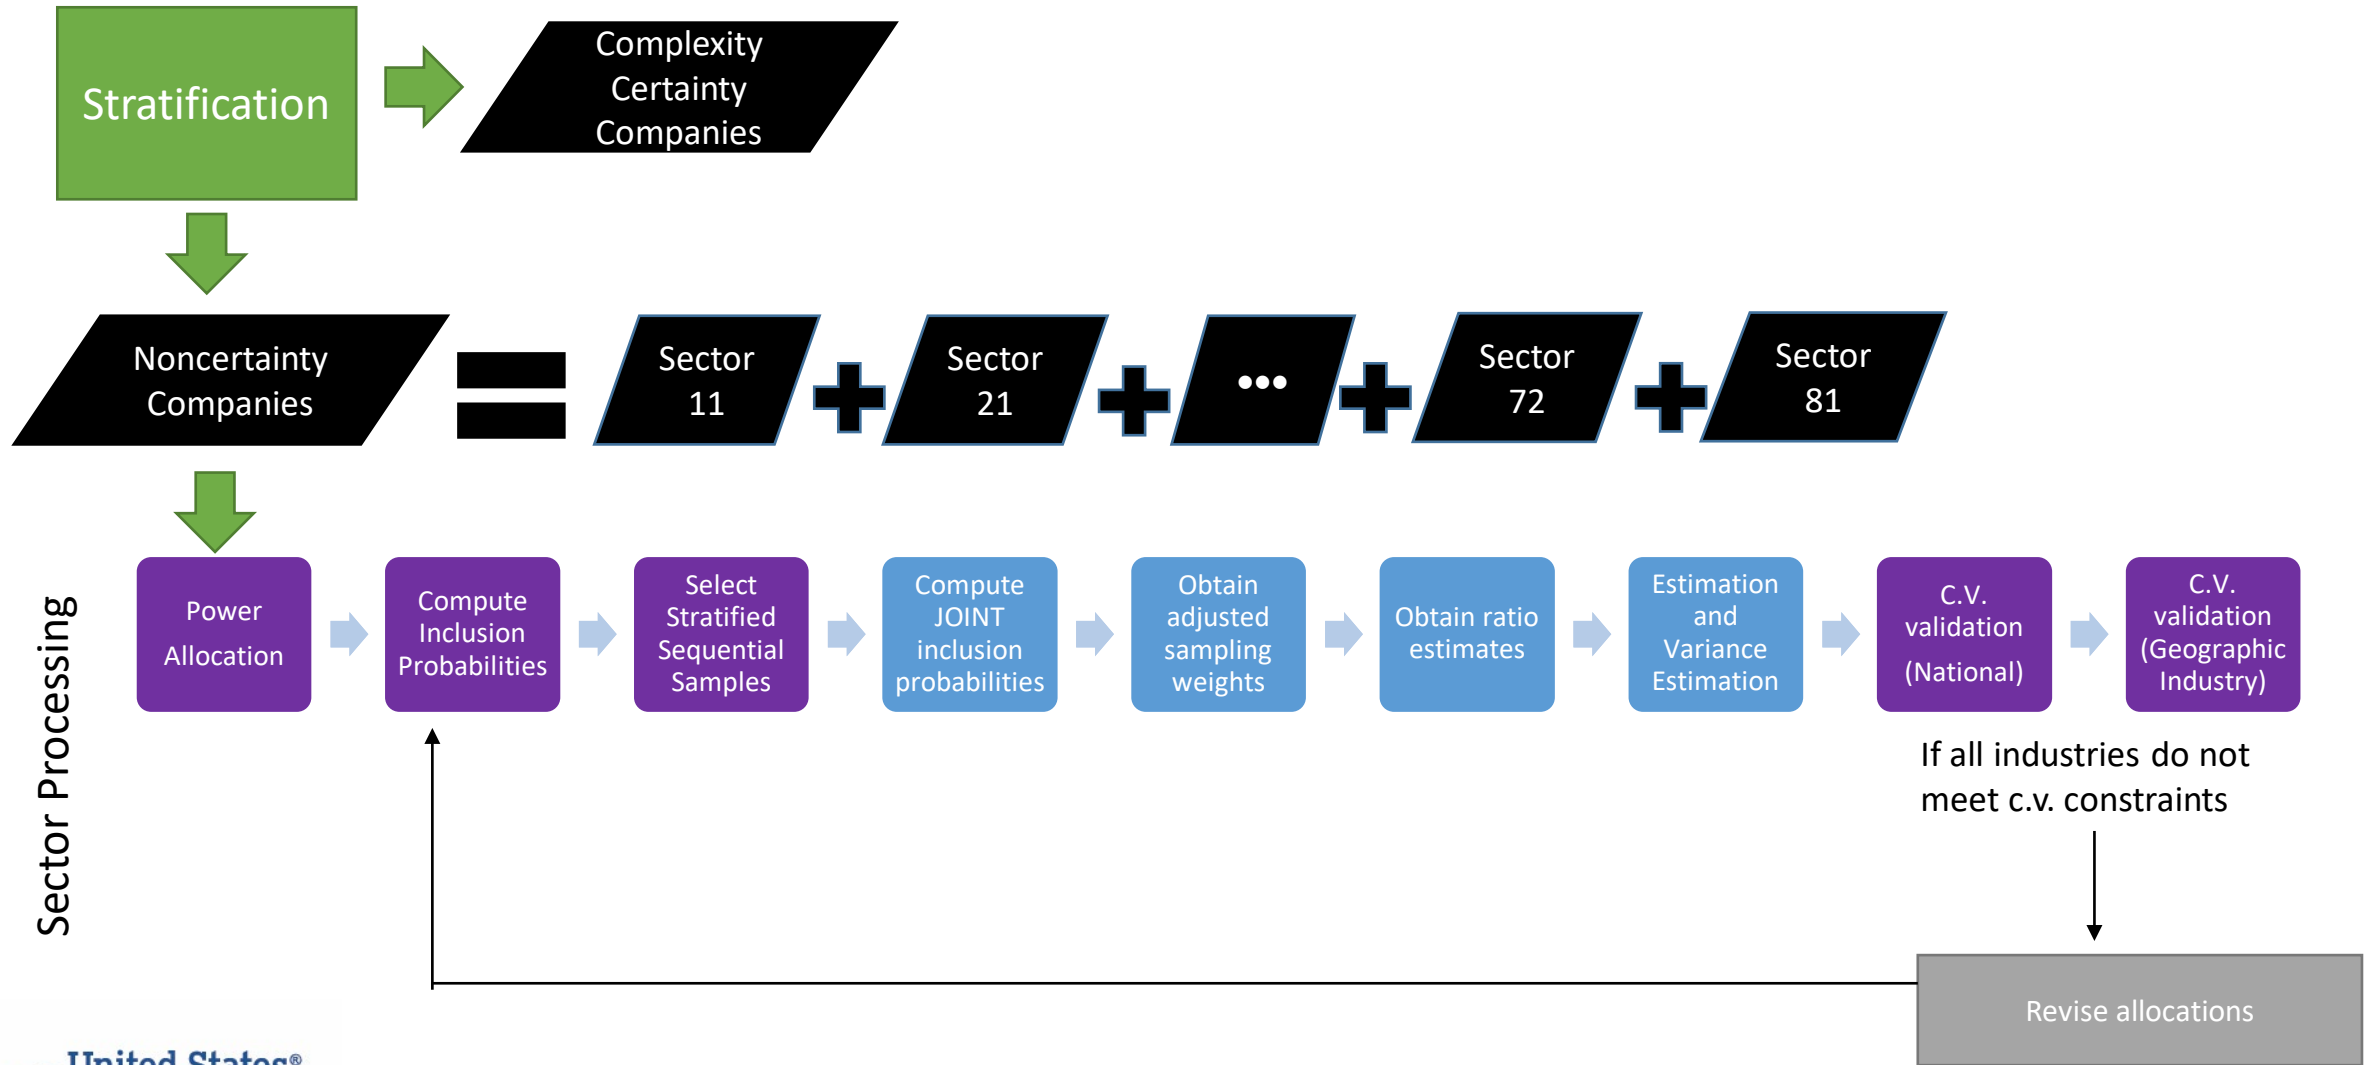 Stratification
Complexity
Certainty
Companies
Noncertainty
Companies
Sector
11
Sector
21
•••
Sector
72
Sector
81
Sector Processing
Power
Allocation
Compute
Inclusion
Probabilities
Select
Stratified
Sequential
Samples
Compute
JOINT
inclusion
probabilities
Obtain
adjusted
sampling
weights
Obtain ratio
estimates
Estimation
and
Variance
Estimation
C.V.
validation
(National)
C.V.
validation
(Geographic
Industry)
If all industries do not
meet c.v. constraints
Revise allocations
United States®